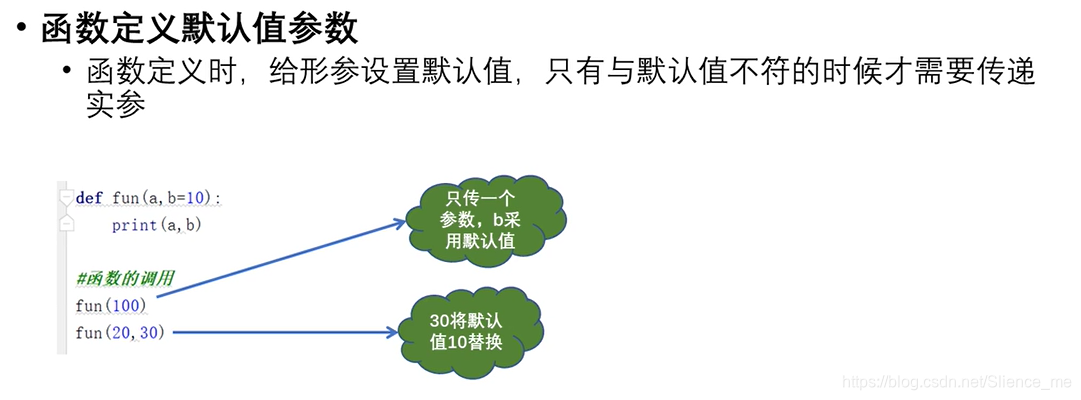 • 函数定义默认值参数
• 函数定义时，给形参设置默认值，只有与默认值不符的时候才需要传递
实参
def fun(a,b=10):
print(a,b)
#函数的调用
fun(100)
fun(20,30)
只传一个
参数，b采
用默认值
30将默认
值10替换
https://blog.csdn.net/Slience_me